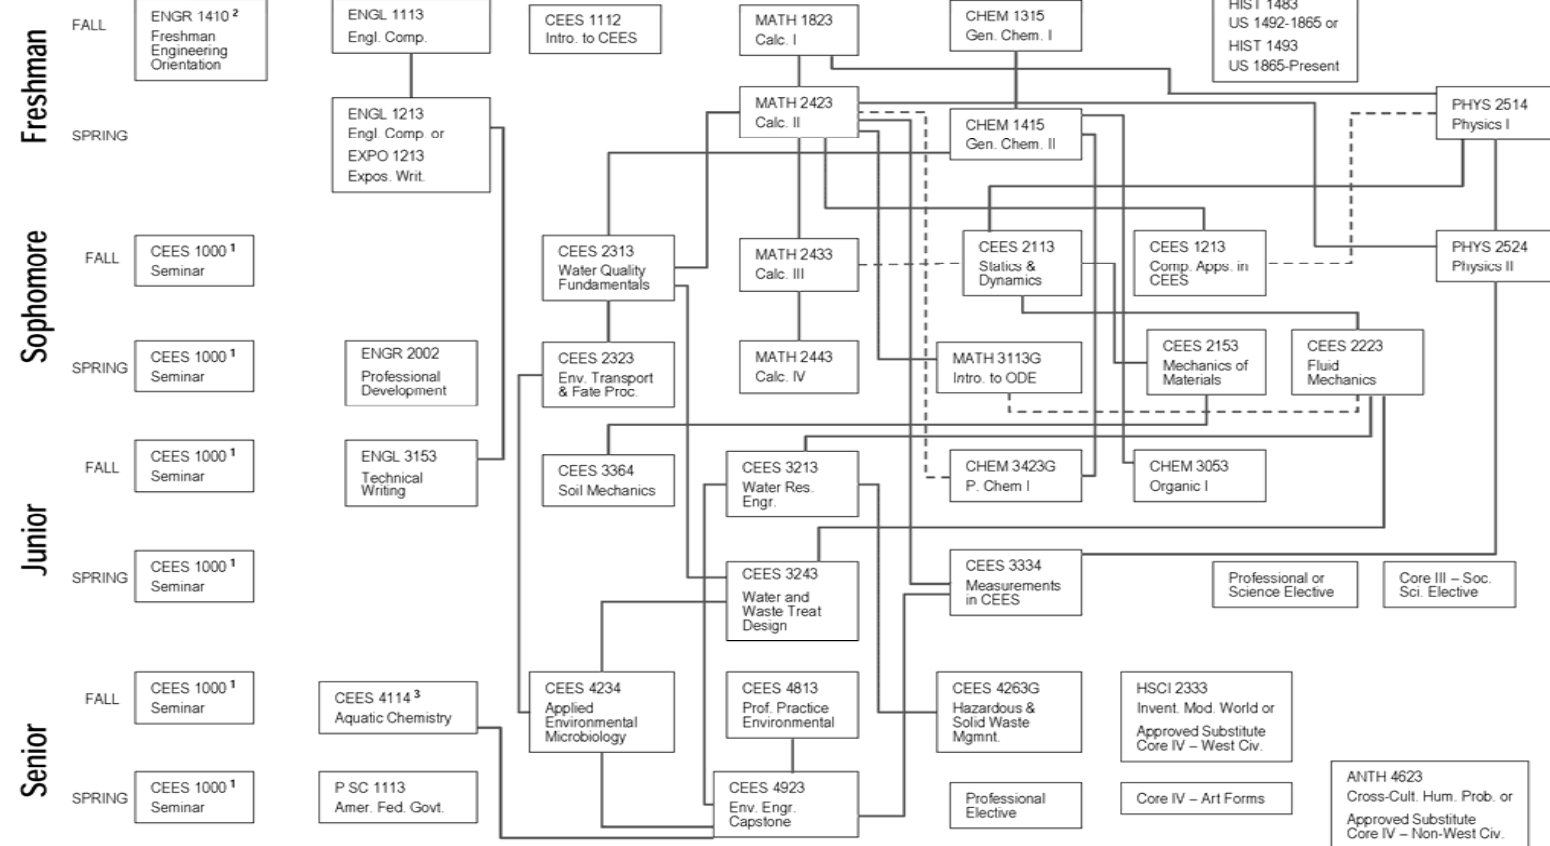 Freshman
FALL
ENGR 1410 2
Freshman
Engineering
Orientation
ENGL 1113
Engl. Comp.
CEES 1112
Intro. to CEES
MATH 1823
Calc. I
CHEM 1315
Gen. Chem. I
HIST 1483
US 1492-1865 or
HIST 1493
US 1865-Present
SPRING
ENGL 1213
Engl. Comp. or
EXPO 1213
Expos. Writ.
MATH 2423
Calc. II
CHEM 1415
Gen. Chem. II
PHYS 2514
Physics I
Sophomore
FALL
CEES 1000 1
Seminar
CEES 2313
Water Quality
Fundamentals
MATH 2433
Calc. III
CEES 2113
Statics &
Dynamics
CEES 1213
Comp. Apps. in
CEES
PHYS 2524
Physics II
SPRING
CEES 1000 1
Seminar
ENGR 2002
Professional
Development
CEES 2323
Env. Transport
& Fate Proc.
MATH 2443
Calc. IV
MATH 3113G
Intro. to ODE
CEES 2153
Mechanics of
Materials
CEES 2223
Fluid
Mechanics
Junior
FALL
CEES 1000 1
Seminar
ENGL 3153
Technical
Writing
CEES 3364
Soil Mechanics
CEES 3213
Water Res.
Engr.
CHEM 3423G
P. Chem I
CHEM 3053
Organic I
SPRING
CEES 1000 1
Seminar
CEES 3243
Water and
Waste Treat
Design
CEES 3334
Measurements
in CEES
Professional or
Science Elective
Core III – Soc.
Sci. Elective
Senior
FALL
CEES 1000 1
Seminar
CEES 4114 3
Aquatic Chemistry
CEES 4234
Applied
Environmental
Microbiology
CEES 4813
Prof. Practice
Environmental
CEES 4263G
Hazardous &
Solid Waste
Mgmnt.
HSCI 2333
Invent. Mod. World or
Approved Substitute
Core IV – West Civ.
SPRING
CEES 1000 1
Seminar
P SC 1113
Amer. Fed. Govt.
CEES 4923
Env. Engr.
Capstone
Professional
Elective
Core IV – Art Forms
ANTH 4623
Cross-Cult. Hum. Prob. or
Approved Substitute
Core IV – Non-West Civ.